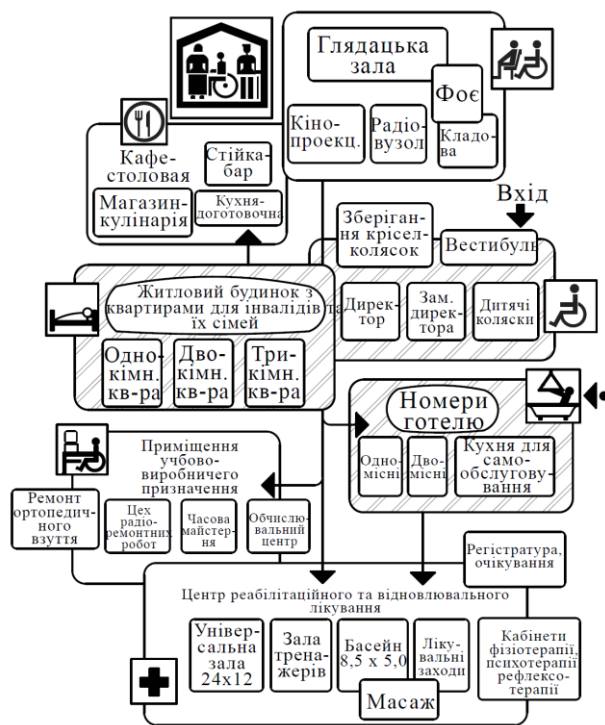 Глядацька
зала
Фоє
Кіно-
проекц.
Радіо-
вузол
Кладо-
ва
Кафе-
столовая
Стійка-
бар
Магазин-
кулінарія
Кухня-
доготовочна
Зберіган-
ня крісел-
колясок
Вхід
Вестибуль
Житловий будинок з
квартирами для інвалідів та
їх сімей
Одно-
кімн.
кв-ра
Дво-
кімн.
кв-ра
Три-
кімн.
кв-ра
Дирек-
тор
Зам.
дирек-
тора
Дитячі
коляски
Номери
готелю
Одно-
місні
Дво-
місні
Кухня для
само-
обслугову-
вання
Приміщення
учбово-
виробничего
призначення
Ремонт
ортопедич-
ного
взуття
Цех
радіо-
ремонтних
робот
Часова
майстер-
ня
Обчислю-
вальний
центр
Регістратура,
очікування
Центр реабілітаційного та відновлювального
лікування
Універ-
сальна
зала
24х12
Зала
трена-
жерів
Басейн
8,5 х 5,0
Ліку-
вальні
заходи
Масаж
Кабінети
фізіотерапії,
психотерапії
рефлексо-
терапії